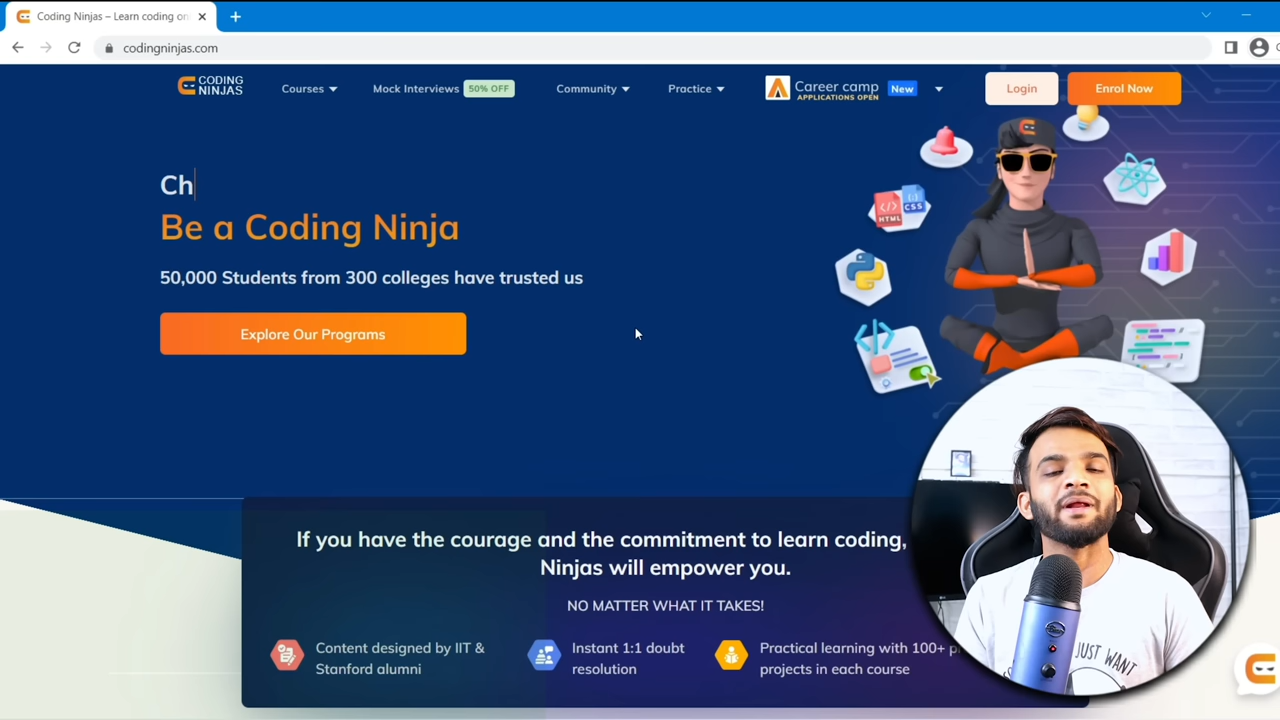 Coding Ninjas – Learn coding on
codingninjas.com
CODING
NINJAS
Courses
Mock Interviews 50% OFF
Community
Practice
Career camp
APPLICATIONS OPEN
New
Login
Enrol Now
Ch
Be a Coding Ninja
50,000 Students from 300 colleges have trusted us
Explore Our Programs
HTML
CSS
If you have the courage and the commitment to learn coding,
Ninjas will empower you.
NO MATTER WHAT IT TAKES!
Content designed by IIT &
Stanford alumni
Instant 1:1 doubt
resolution
Practical learning with 100+ p
projects in each course
JUST WANT